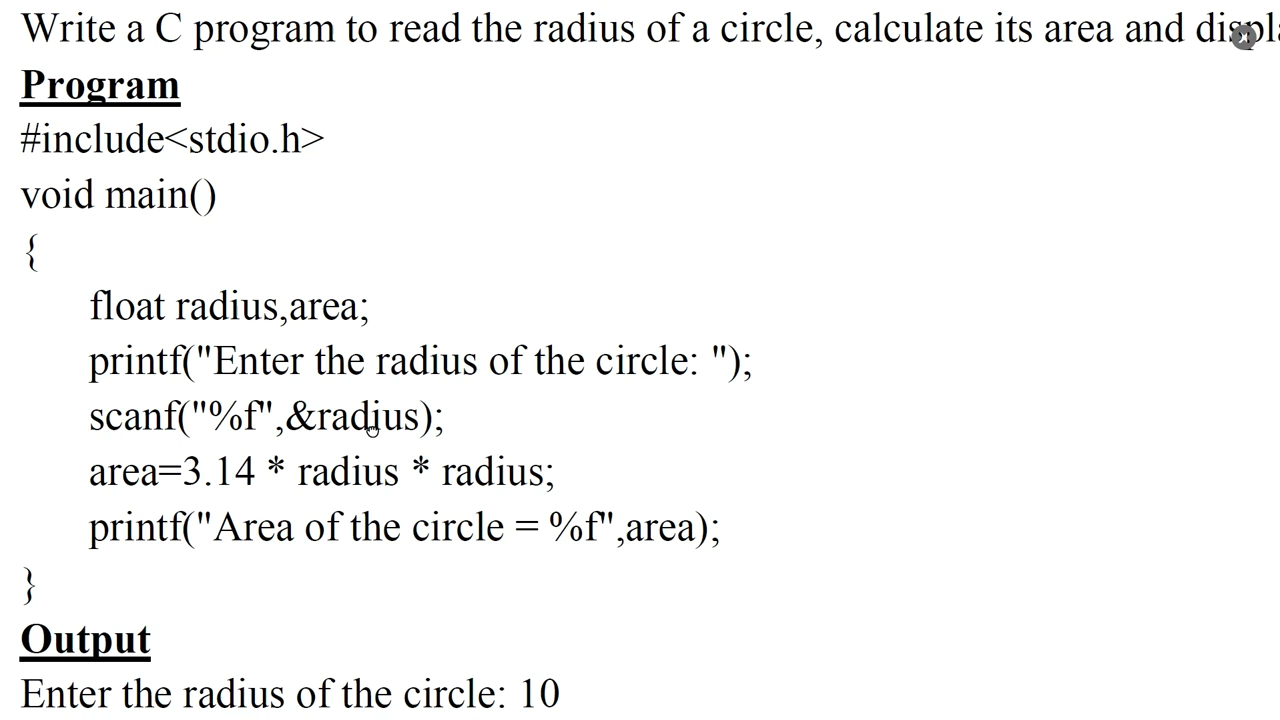 Write a C program to read the radius of a circle, calculate its area and
Program
#include<stdio.h>
void main()
{
float radius,area;
printf("Enter the radius of the circle: ");
scanf("%f",&radius);
area=3.14 * radius * radius;
printf("Area of the circle = %f",area);
}
Output
Enter the radius of the circle: 10